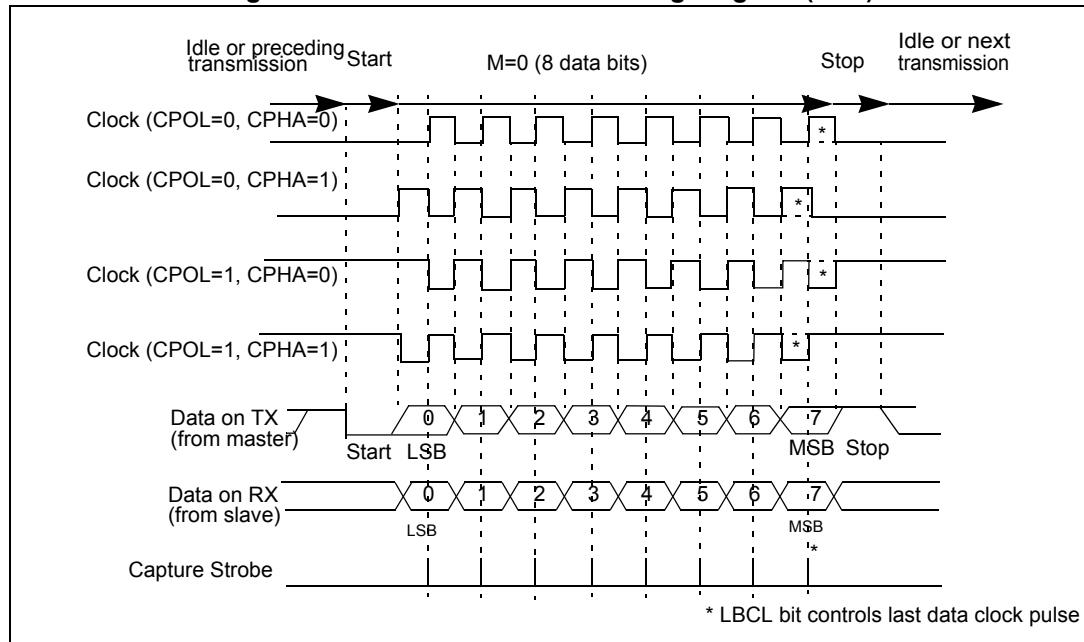 Idle or preceding
transmission
Start
M=0 (8 data bits)
Stop
Idle or next
transmission
Clock (CPOL=0, CPHA=0)
*
Clock (CPOL=0, CPHA=1)
*
Clock (CPOL=1, CPHA=0)
*
Clock (CPOL=1, CPHA=1)
*
Data on TX
(from master)
0 1 2 3 4 5 6 7
Start LSB MSB Stop
Data on RX
(from slave)
0 1 2 3 4 5 6 7
LSB MSB
*
Capture Strobe
* LBCL bit controls last data clock pulse